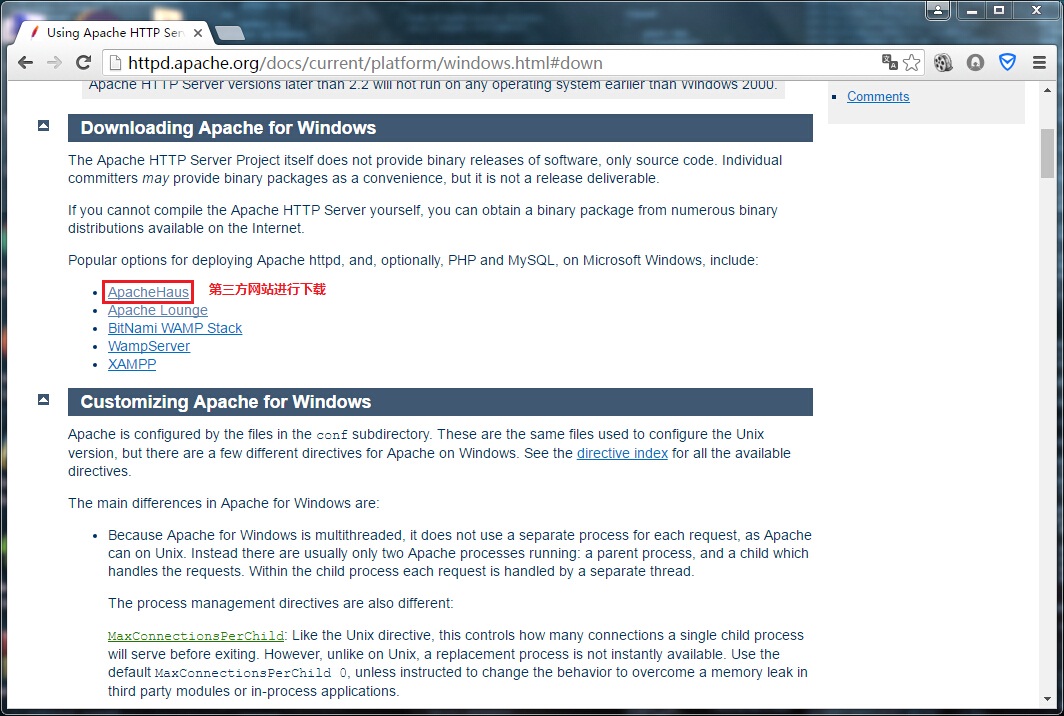 Using Apache HTTP Ser
httpd.apache.org/docs/current/platform/windows.html#down
Apache HTTP Server versions later than 2.2 will not run on any operating system earlier than Windows 2000.
Comments
Downloading Apache for Windows
The Apache HTTP Server Project itself does not provide binary releases of software, only source code. Individual
committers may provide binary packages as a convenience, but it is not a release deliverable.
If you cannot compile the Apache HTTP Server yourself, you can obtain a binary package from numerous binary
distributions available on the Internet.
Popular options for deploying Apache httpd, and, optionally, PHP and MySQL, on Microsoft Windows, include:
ApacheHaus 第三方网站进行下载
Apache Lounge
BitNami WAMP Stack
WampServer
XAMPP
Customizing Apache for Windows
Apache is configured by the files in the conf subdirectory. These are the same files used to configure the Unix
version, but there are a few different directives for Apache on Windows. See the directive index for all the available
directives.
The main differences in Apache for Windows are:
Because Apache for Windows is multithreaded, it does not use a separate process for each request, as Apache
can on Unix. Instead there are usually only two Apache processes running: a parent process, and a child which
handles the requests. Within the child process each request is handled by a separate thread.
The process management directives are also different:
MaxConnectionsPerChild: Like the Unix directive, this controls how many connections a single child process
will serve before exiting. However, unlike on Unix, a replacement process is not instantly available. Use the
default MaxConnectionsPerChild 0, unless instructed to change the behavior to overcome a memory leak in
third party modules or in-process applications.